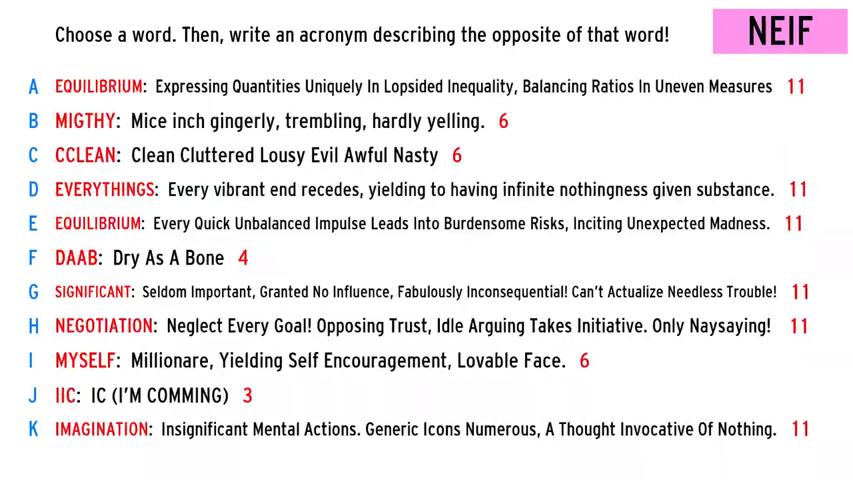 Choose a word. Then, write an acronym describing the opposite of that word!
NEIF
A EQUILIBRIUM: Expressing Quantities Uniquely In Lopsided Inequality, Balancing Ratios In Uneven Measures 11
B MIGTHY: Mice inch gingerly, trembling, hardly yelling. 6
C CCLEAN: Clean Cluttered Lousy Evil Awful Nasty 6
D EVERYTHINGS: Every vibrant end recedes, yielding to having infinite nothingness given substance. 11
E EQUILIBRIUM: Every Quick Unbalanced Impulse Leads Into Burdensome Risks, Inciting Unexpected Madness. 11
F DAAB: Dry As A Bone 4
G SIGNIFICANT: Seldom Important, Granted No Influence, Fabulously Inconsequential! Can't Actualize Needless Trouble! 11
H NEGOTIATION: Neglect Every Goal! Opposing Trust, Idle Arguing Takes Initiative. Only Naysaying! 11
I MYSELF: Millionare, Yielding Self Encouragement, Lovable Face. 6
J IIC: IC (I'M COMMING) 3
K IMAGINATION: Insignificant Mental Actions. Generic Icons Numerous, A Thought Invocative Of Nothing. 11